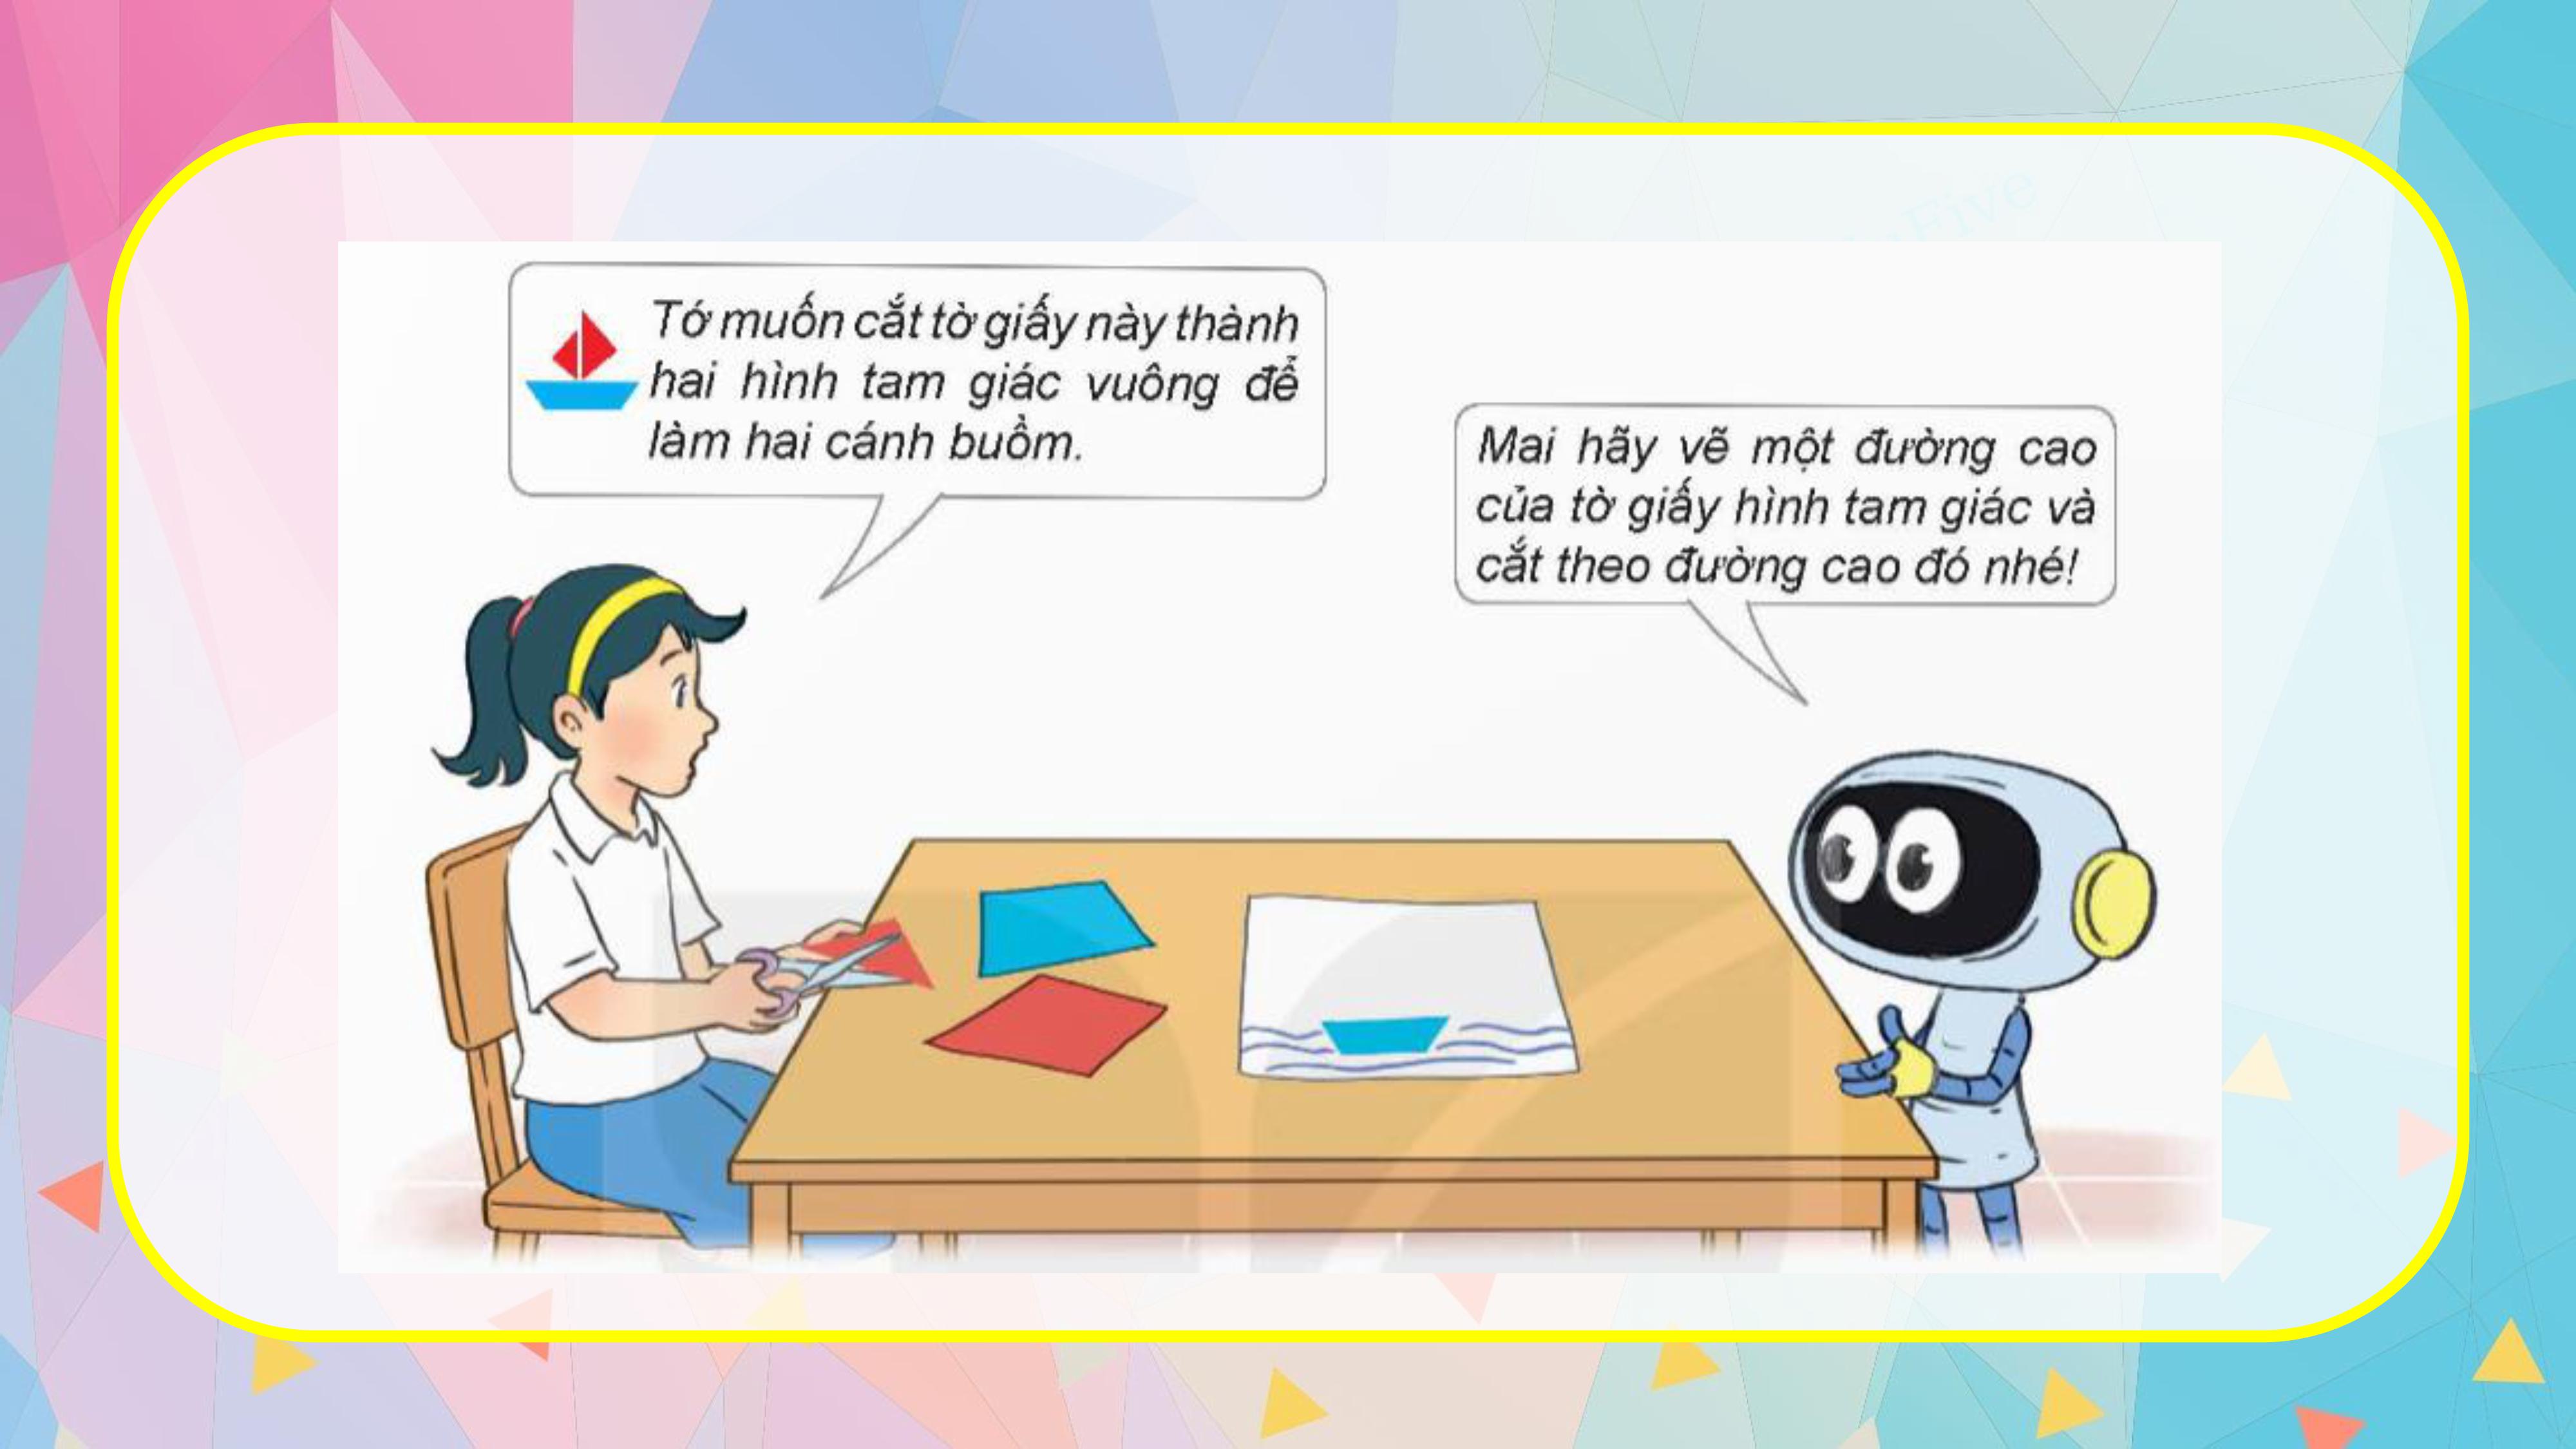 Tớ muốn cắt tờ giấy này thành
hai hình tam giác vuông để
làm hai cánh buồm.
Mai hãy vẽ một đường cao
của tờ giấy hình tam giác và
cắt theo đường cao đó nhé!